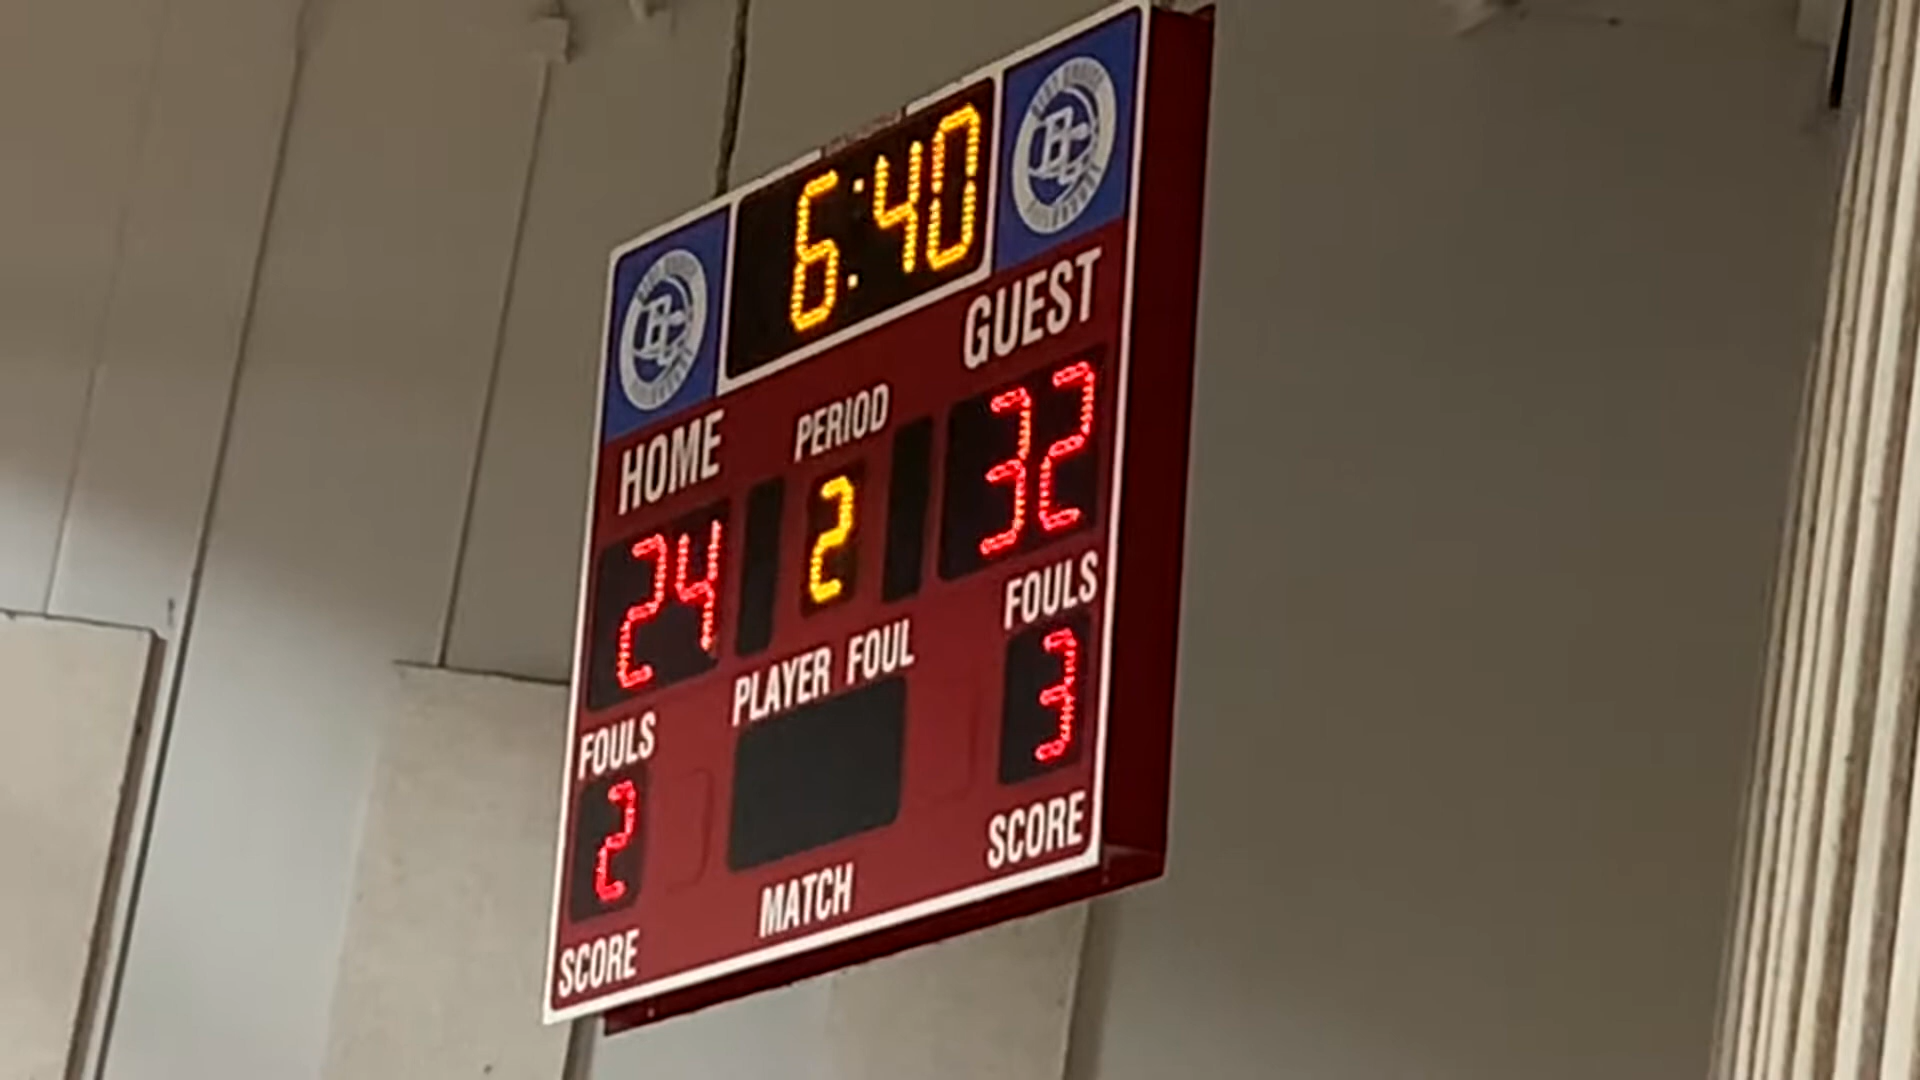 6:40
GUEST
HOME
PERIOD
24
2
32
FOULS
PLAYER FOUL
FOULS
2
3
SCORE
MATCH
SCORE